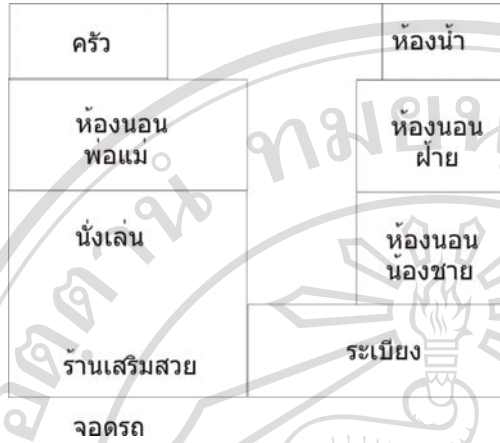 ครัว
ห้องน้ำ
ห้องนอน
พ่อแม่
ห้องนอน
ฝ้าย
นั่งเล่น
ห้องนอน
น้องชาย
ร้านเสริมสวย
ระเบียง
จอดรถ